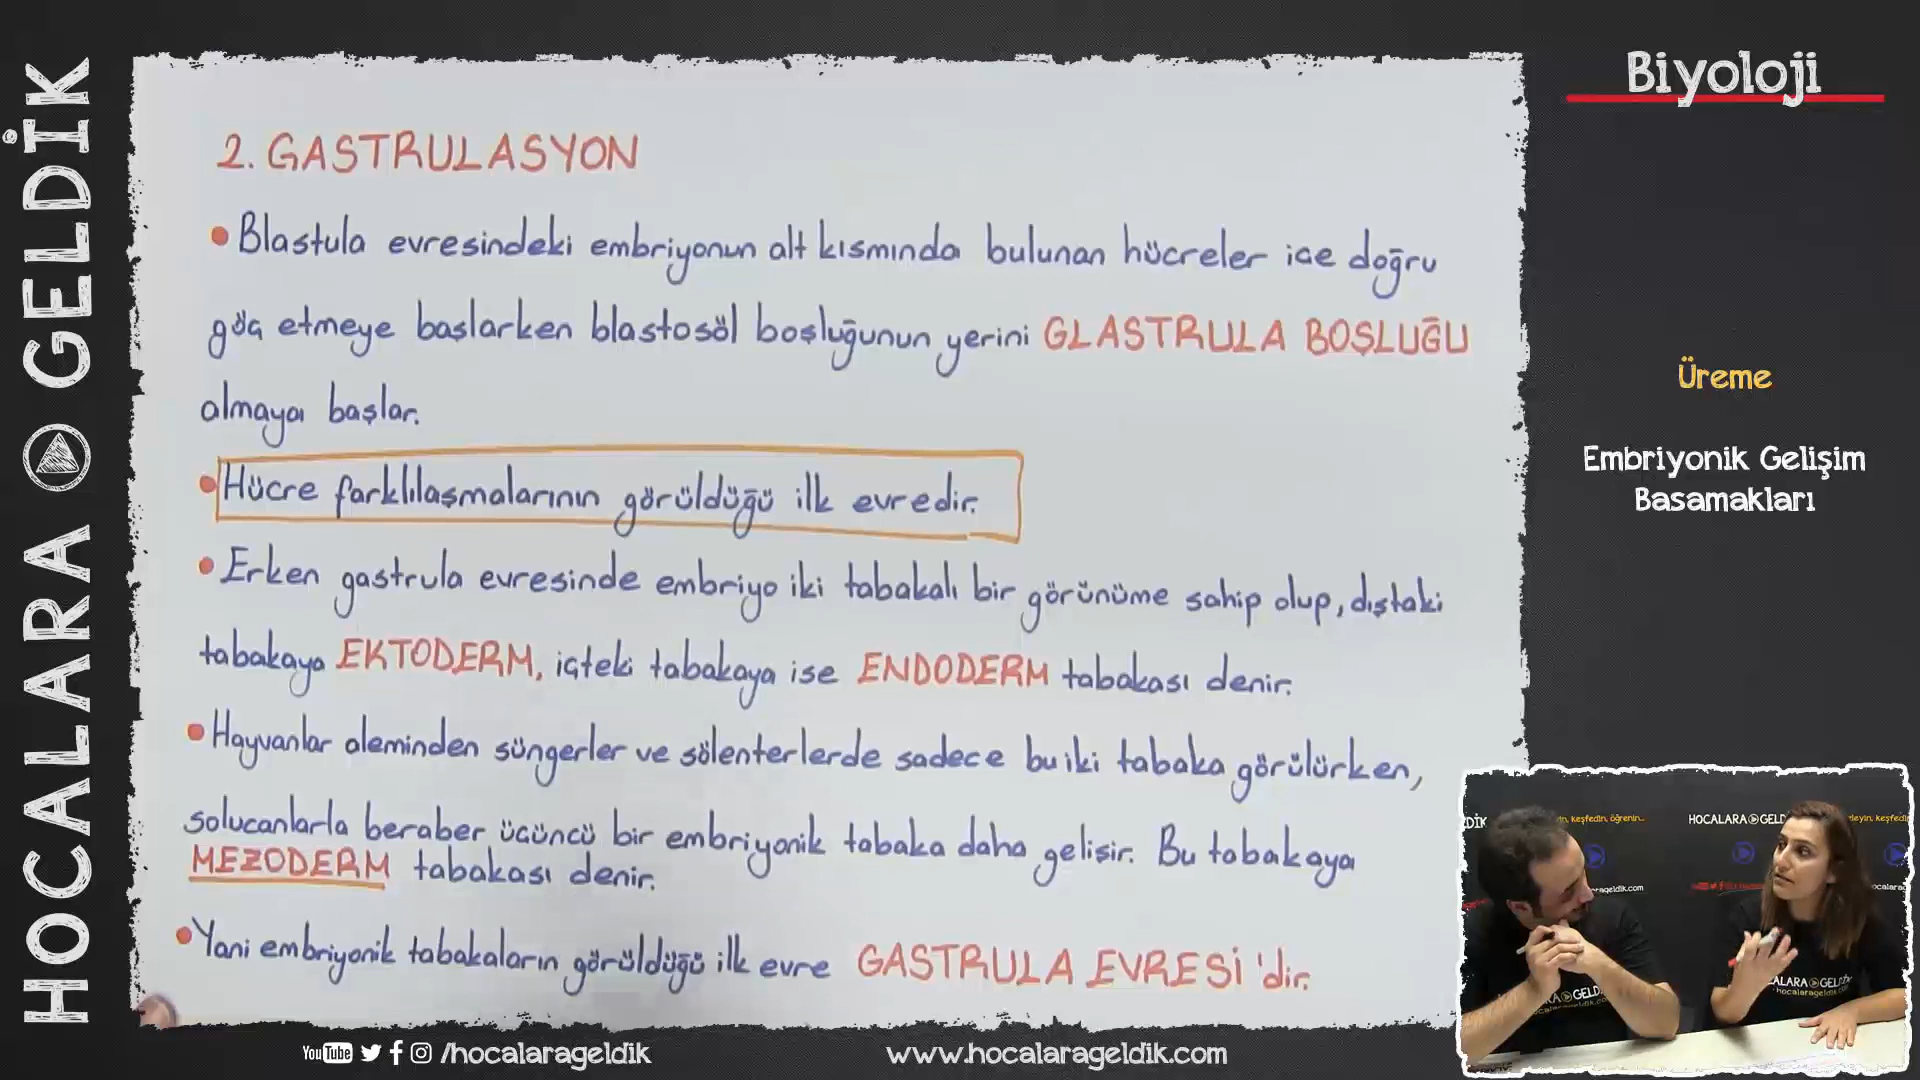 HOCALARA GELDİK
Biyoloji
Üreme
Embriyonik Gelişim
Basamakları
2. GASTRULASYON
• Blastula evresindeki embriyonun alt kısmında bulunan hücreler içe doğru
göç etmeye başlarken blastosöl boşluğunun yerini GLASTRULA BOŞLUĞU
almaya başlar.
• Hücre farklılaşmalarının görüldüğü ilk evredir.
• Erken gastrula evresinde embriyo iki tabakalı bir görünüme sahip olup, dıştaki
tabakaya EKTODERM, içteki tabakaya ise ENDODERM tabakası denir.
• Hayvanlar aleminden süngerler ve sölenterlerde sadece bu iki tabaka görülürken,
solucanlarla beraber üçüncü bir embriyonik tabaka daha gelişir. Bu tabakaya
MEZODERM tabakası denir.
• Yani embriyonik tabakaların görüldüğü ilk evre GASTRULA EVRESİ'dir.
YouTube /hocalarageldik
www.hocalarageldik.com
HOCALARA GELD
keşfedin, öğrenin...